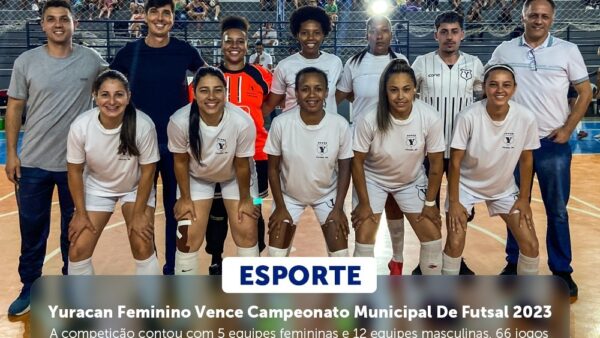 ESPORTE
Yuracan Feminino Vence Campeonato Municipal De Futsal 2023
A competição contou com 5 equipes femininas e 12 equipes masculinas. 66 jogos